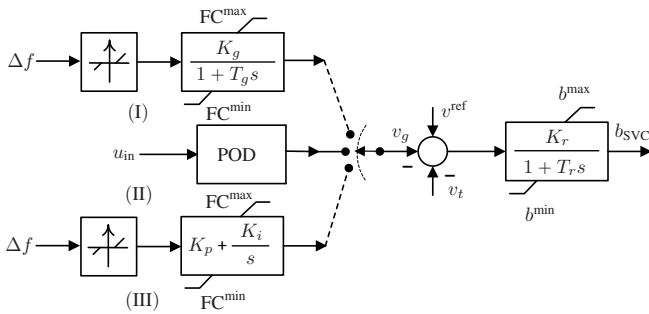 FC^max
Δf
K_g
1 + T_g s
(I)
FC^min
u_in
POD
(II)
v_g
v^ref
v_t
b^max
K_r
1 + T_r s
b_SVC
b^min
FC^max
Δf
K_p + K_i
s
(III)
FC^min